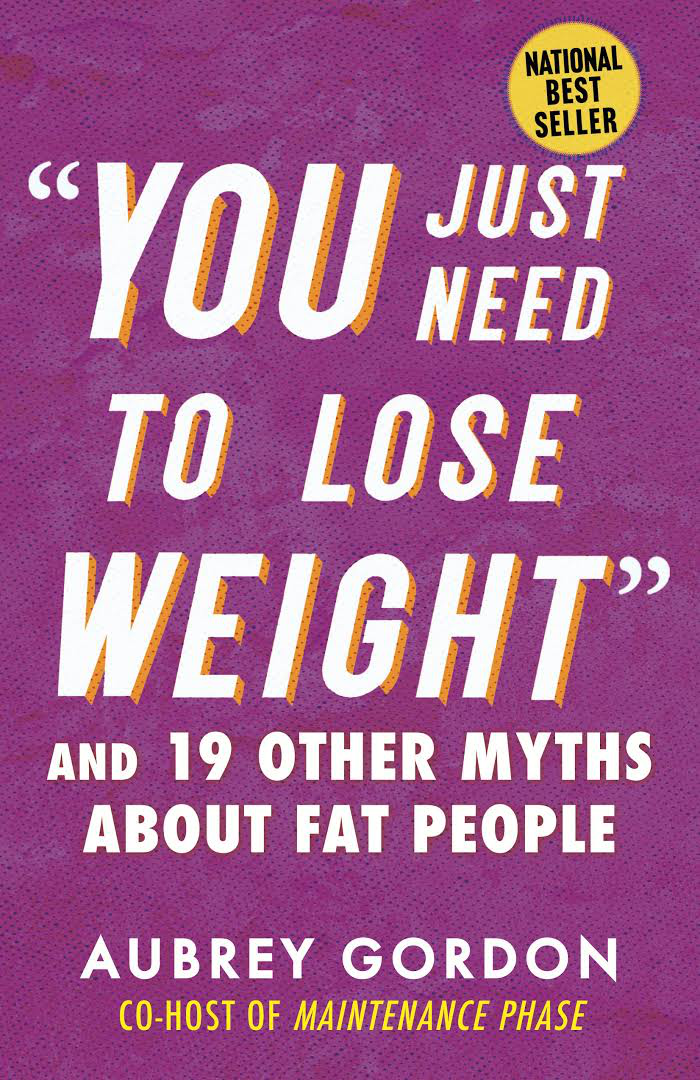 NATIONAL
BEST
SELLER
“YOU JUST
NEED
TO LOSE
WEIGHT”
AND 19 OTHER MYTHS
ABOUT FAT PEOPLE
AUBREY GORDON
CO-HOST OF MAINTENANCE PHASE